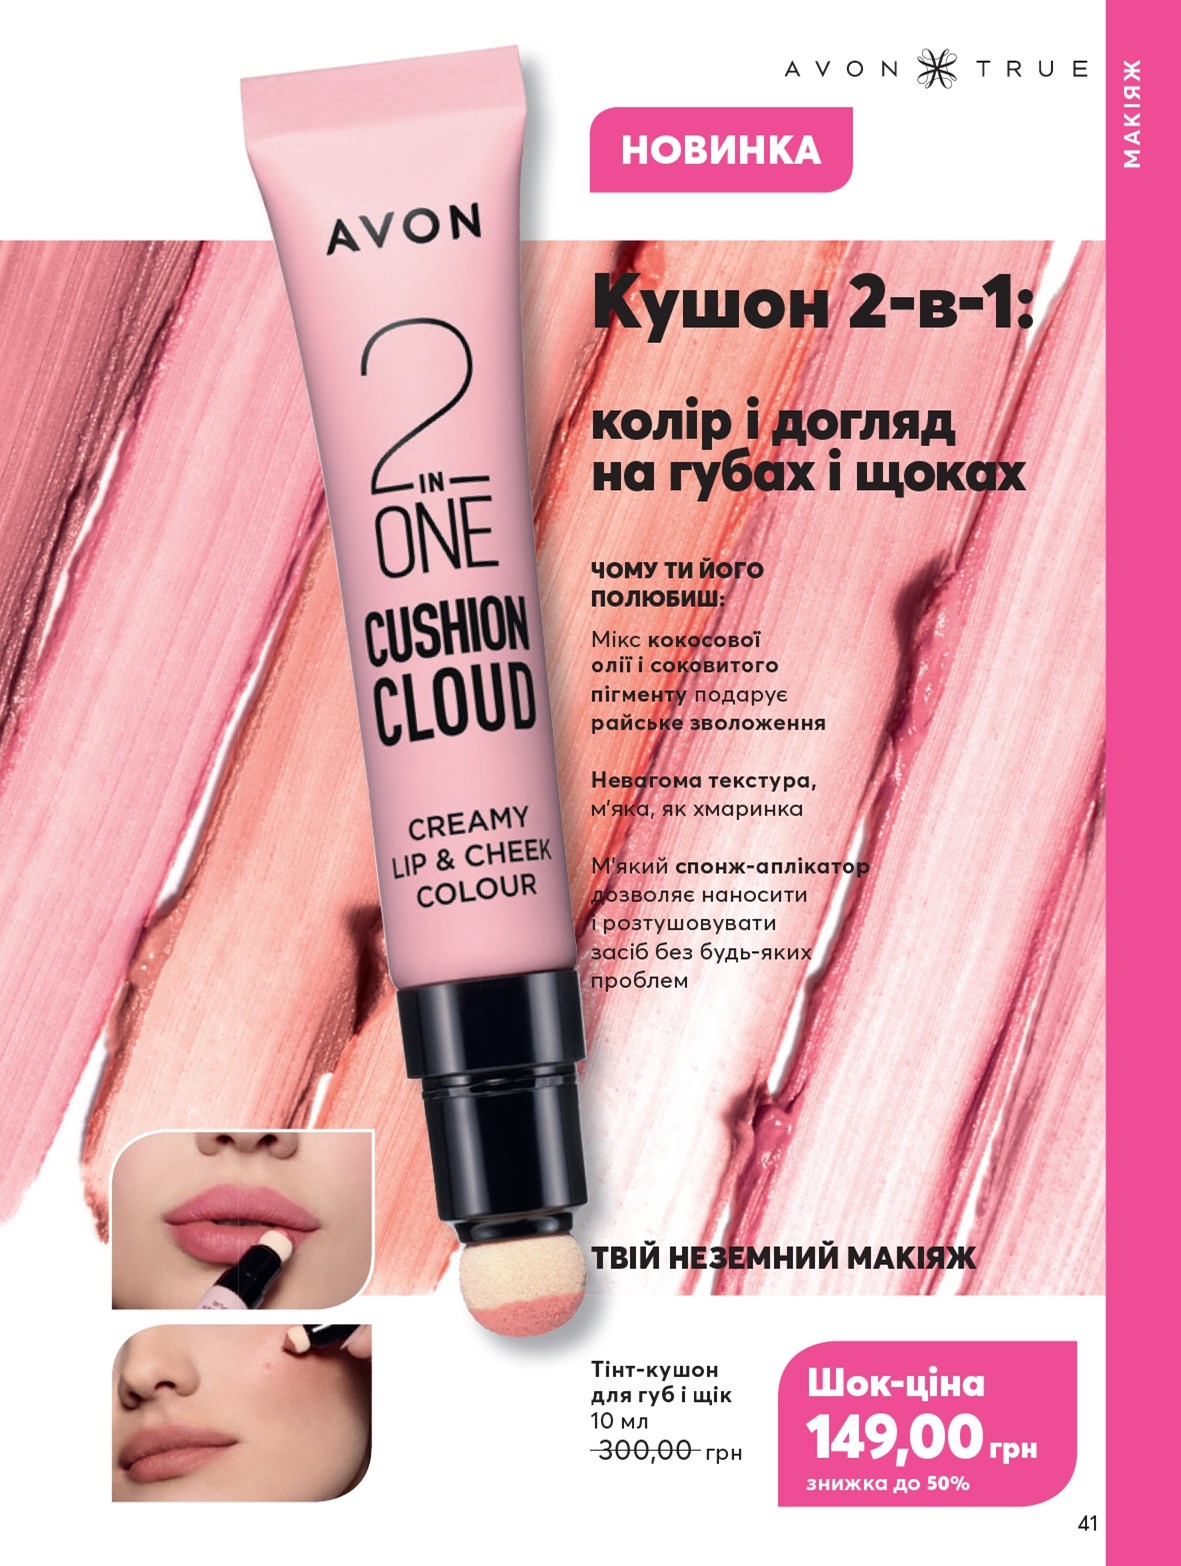 AVON TRUE
МАКІЯЖ
НОВИНКА
AVON
2
IN
ONE
CUSHION
CLOUD
CREAMY
LIP & CHEEK
COLOUR
Кушон 2-в-1:
колір і догляд
на губах і щоках
ЧОМУ ТИ ЙОГО
ПОЛЮБИШ:
Мікс кокосової
олії і соковитого
пігменту подарує
райське зволоження
Невагома текстура,
м'яка, як хмаринка
М'який спонж-аплікатор
дозволяє наносити
і розтушовувати
засіб без будь-яких
проблем
ТВІЙ НЕЗЕМНИЙ МАКІЯЖ
Тінт-кушон
для губ і щік
10 мл
300,00 грн
Шок-ціна
149,00 грн
знижка до 50%
41